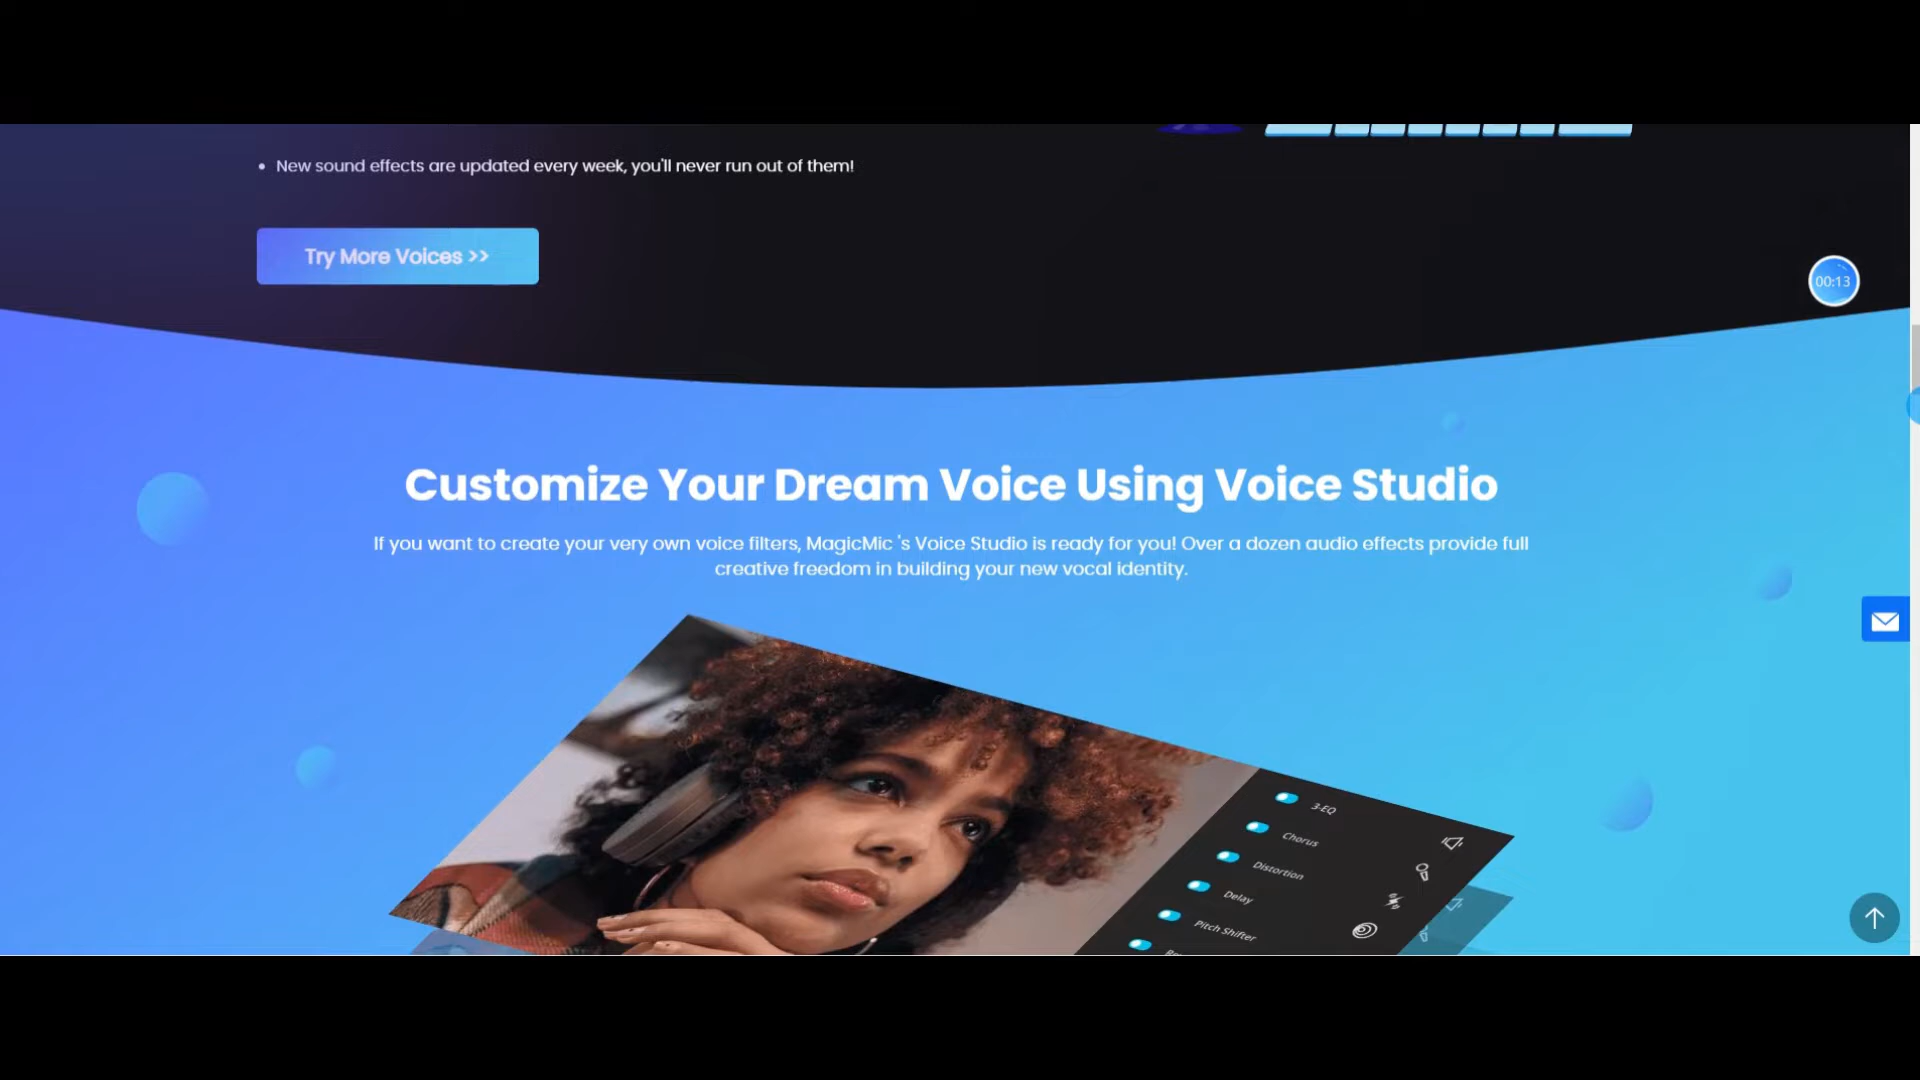 New sound effects are updated every week, you'll never run out of them!
Try More Voices >>
00:13
Customize Your Dream Voice Using Voice Studio
If you want to create your very own voice filters, MagicMic 's Voice Studio is ready for you! Over a dozen audio effects provide full
creative freedom in building your new vocal identity.
3-EQ
Chorus
Distortion
Delay
Pitch Shifter